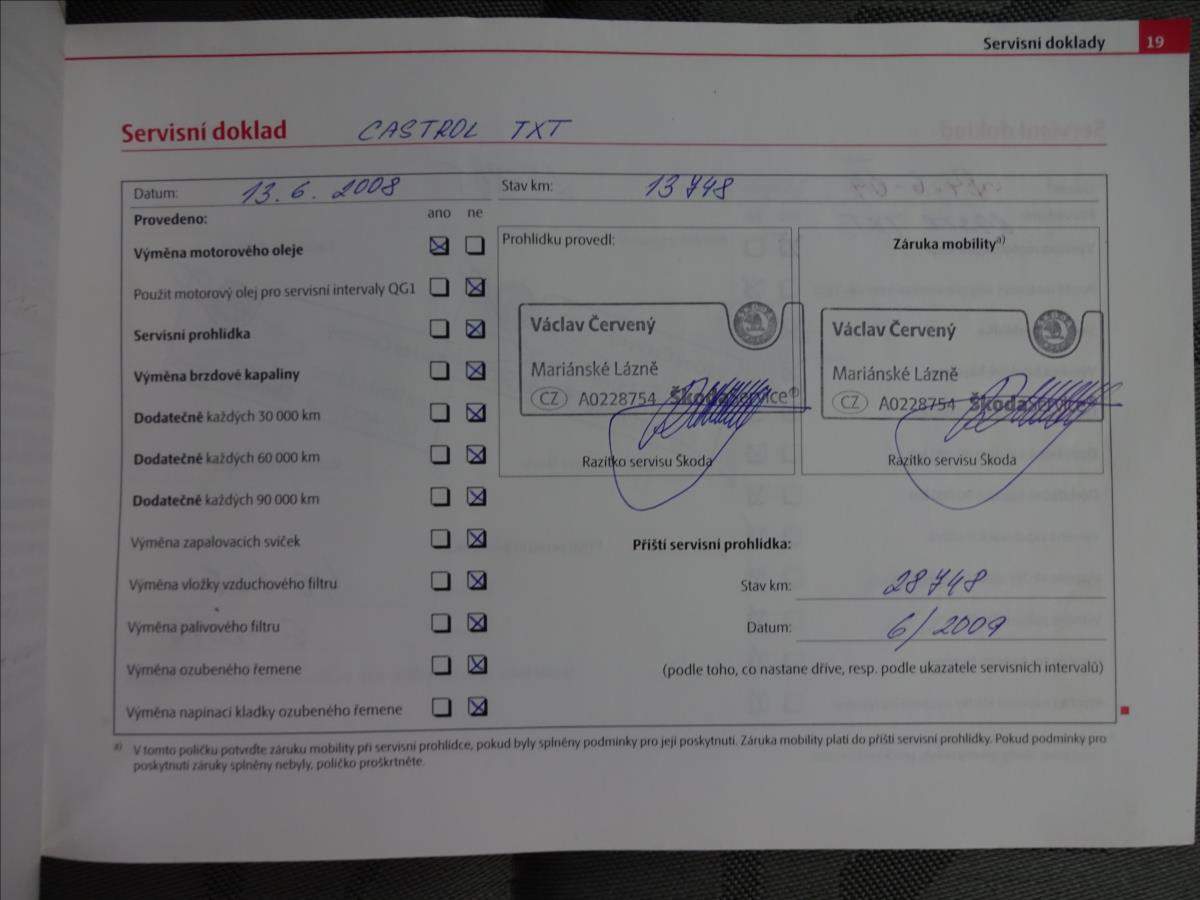 Servisní doklady 19
Servisní doklad CASTROL TXT
Datum: 13.6.2008 Stav km: 13748
Provedeno: ano ne
Výměna motorového oleje
Použit motorový olej pro servisní intervaly QG1
Servisní prohlídka
Výměna brzdové kapaliny
Dodatečně každých 30 000 km
Dodatečně každých 60 000 km
Dodatečně každých 90 000 km
Výměna zapalovacích svíček
Výměna vložky vzduchového filtru
Výměna palivového filtru
Výměna ozubeného řemene
Výměna napínací kladky ozubeného řemene
Prohlídku provedl:
Václav Červený
Mariánské Lázně
CZ A0228754 ŠkodaService®
Razítko servisu Škoda
Záruka mobility a)
Václav Červený
Mariánské Lázně
CZ A0228754 ŠkodaService®
Razítko servisu Škoda
Příští servisní prohlídka:
Stav km: 28748
Datum: 6/2009
(podle toho, co nastane dříve, resp. podle ukazatele servisních intervalů)
a) V tomto políčku potvrďte záruku mobility při servisní prohlídce, pokud byly splněny podmínky pro její poskytnutí. Záruka mobility platí do příští servisní prohlídky. Pokud podmínky pro
poskytnutí záruky splněny nebyly, políčko proškrtněte.